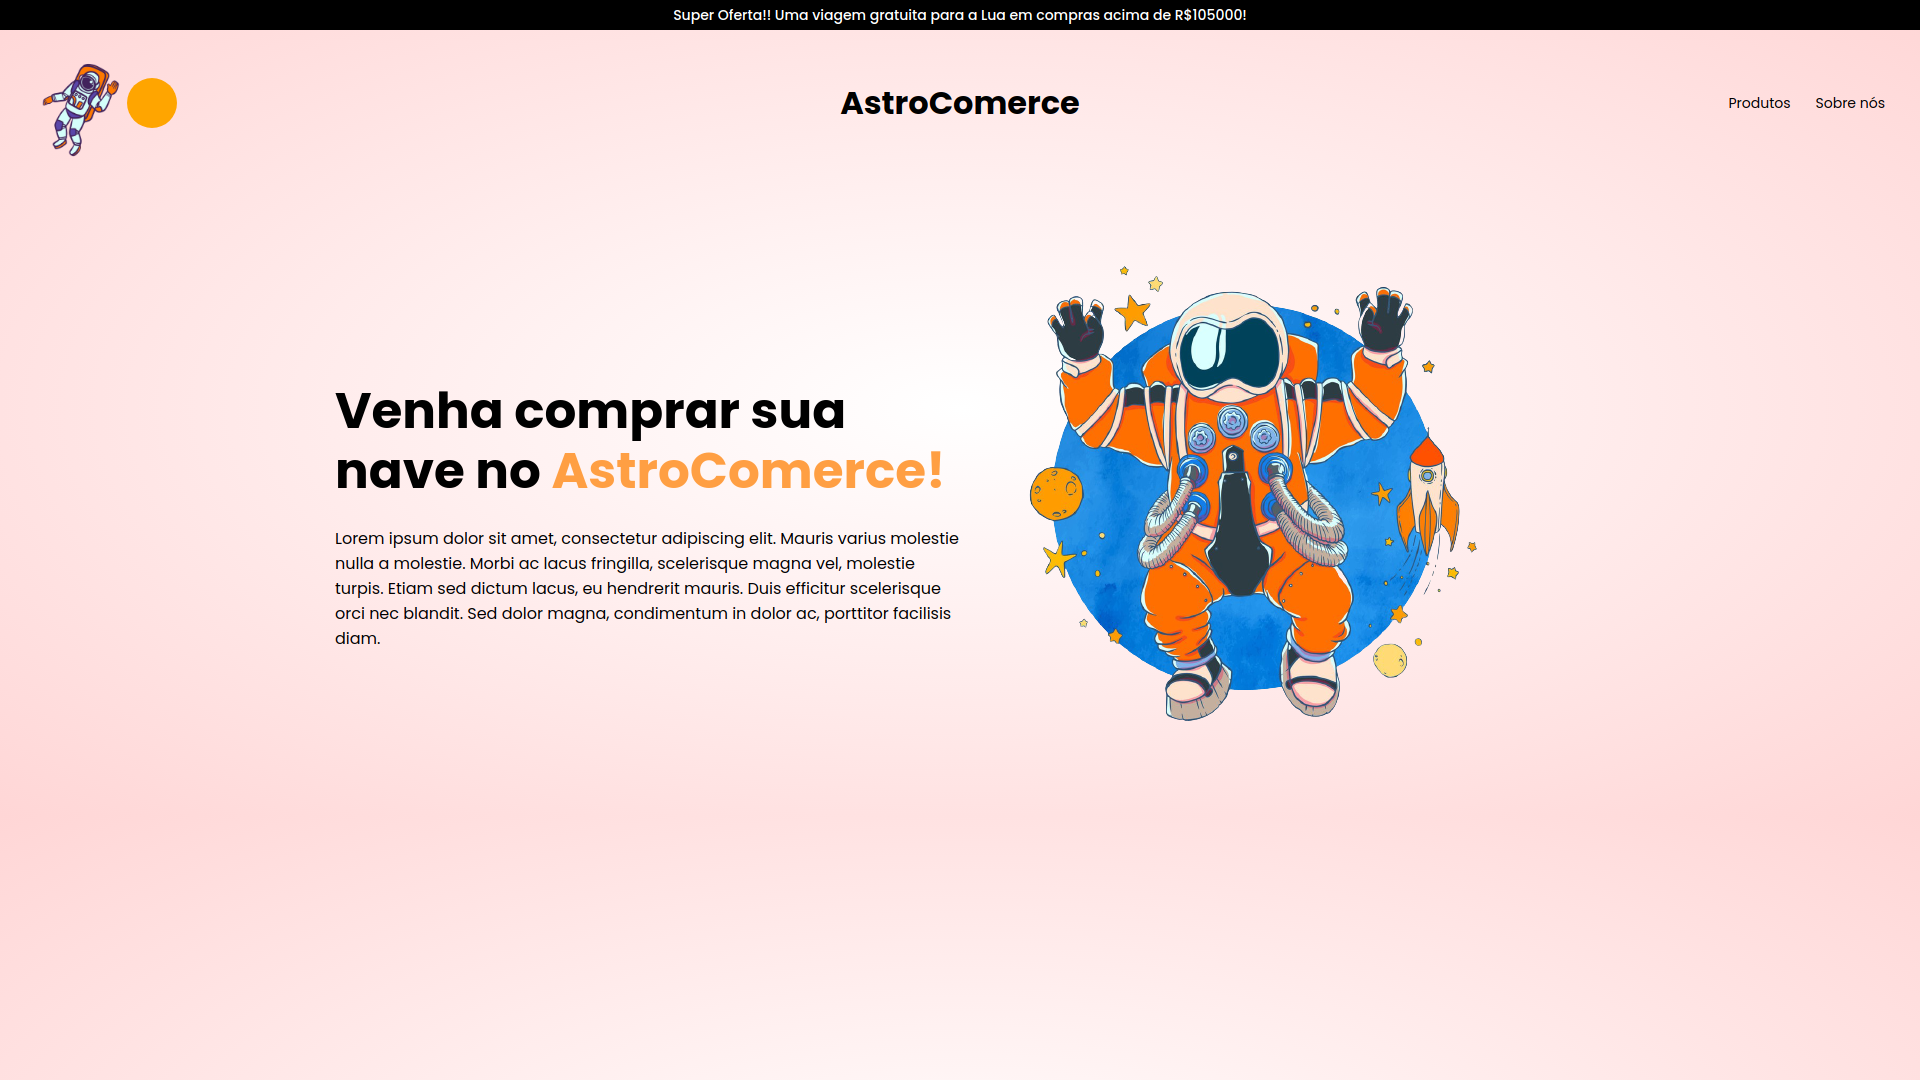 Super Oferta!! Uma viagem gratuita para a Lua em compras acima de R$105000!
AstroComerce
Produtos
Sobre nós
Venha comprar sua
nave no AstroComerce!
Lorem ipsum dolor sit amet, consectetur adipiscing elit. Mauris varius molestie
nulla a molestie. Morbi ac lacus fringilla, scelerisque magna vel, molestie
turpis. Etiam sed dictum lacus, eu hendrerit mauris. Duis efficitur scelerisque
orci nec blandit. Sed dolor magna, condimentum in dolor ac, porttitor facilisis
diam.